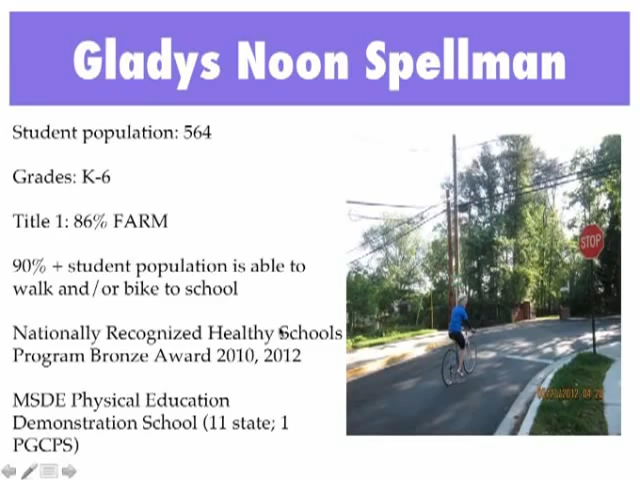 Gladys Noon Spellman
Student population: 564
Grades: K-6
Title 1: 86% FARM
90% + student population is able to
walk and/or bike to school
Nationally Recognized Healthy Schools
Program Bronze Award 2010, 2012
MSDE Physical Education
Demonstration School (11 state; 1
PGCPS)
STOP